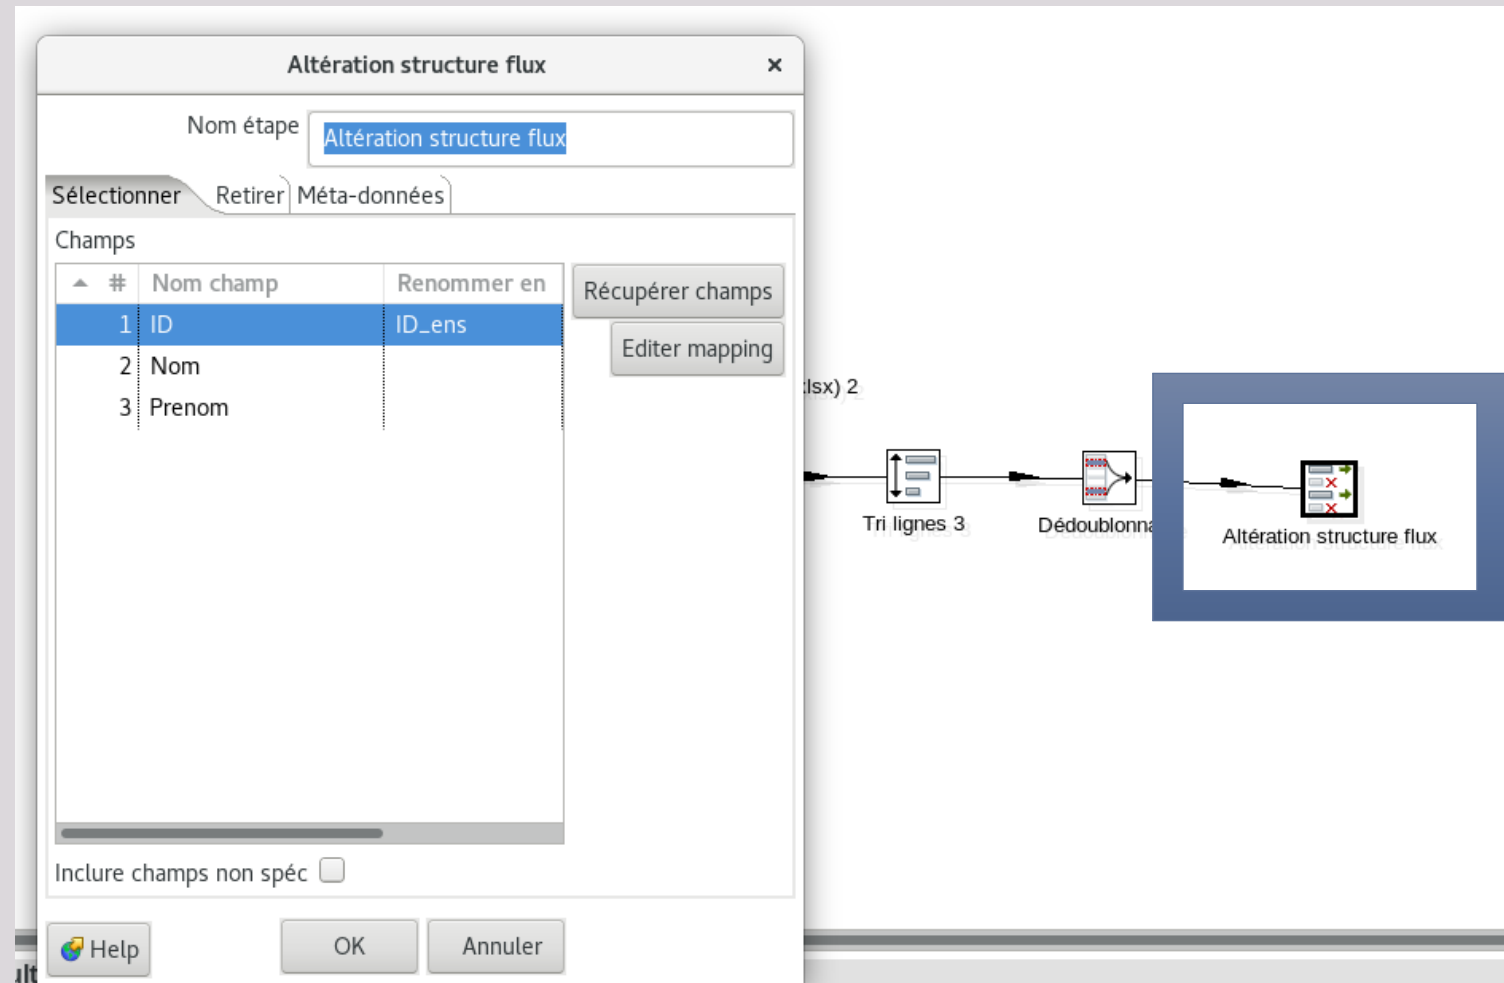 Altération structure flux
Nom étape Altération structure flux
Sélectionner Retirer Méta-données
Champs
# Nom champ Renommer en
1 ID ID_ens
2 Nom
3 Prenom
Récupérer champs
Editer mapping
Inclure champs non spéc
Help OK Annuler
lsx) 2
Tri lignes 3
Dédoublonna
Altération structure flux
ult